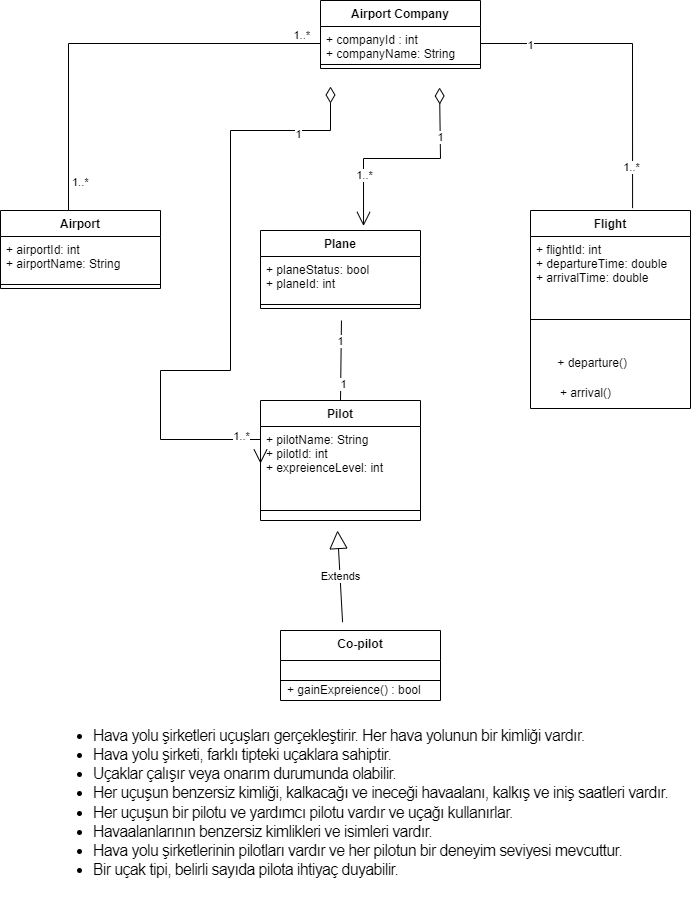 Airport Company
+ companyId : int
+ companyName: String
1..*
1
1
1
1..*
1..*
1..*
Airport
+ airportId: int
+ airportName: String
Plane
+ planeStatus: bool
+ planeId: int
Flight
+ flightId: int
+ departureTime: double
+ arrivalTime: double
+ departure()
+ arrival()
1
1
Pilot
1..*
+ pilotName: String
+ pilotId: int
+ expreienceLevel: int
Extends
Co-pilot
+ gainExpreience() : bool
• Hava yolu şirketleri uçuşları gerçekleştirir. Her hava yolunun bir kimliği vardır.
• Hava yolu şirketi, farklı tipteki uçaklara sahiptir.
• Uçaklar çalışır veya onarım durumunda olabilir.
• Her uçuşun benzersiz kimliği, kalkacağı ve ineceği havaalanı, kalkış ve iniş saatleri vardır.
• Her uçuşun bir pilotu ve yardımcı pilotu vardır ve uçağı kullanırlar.
• Havaalanlarının benzersiz kimlikleri ve isimleri vardır.
• Hava yolu şirketlerinin pilotları vardır ve her pilotun bir deneyim seviyesi mevcuttur.
• Bir uçak tipi, belirli sayıda pilota ihtiyaç duyabilir.